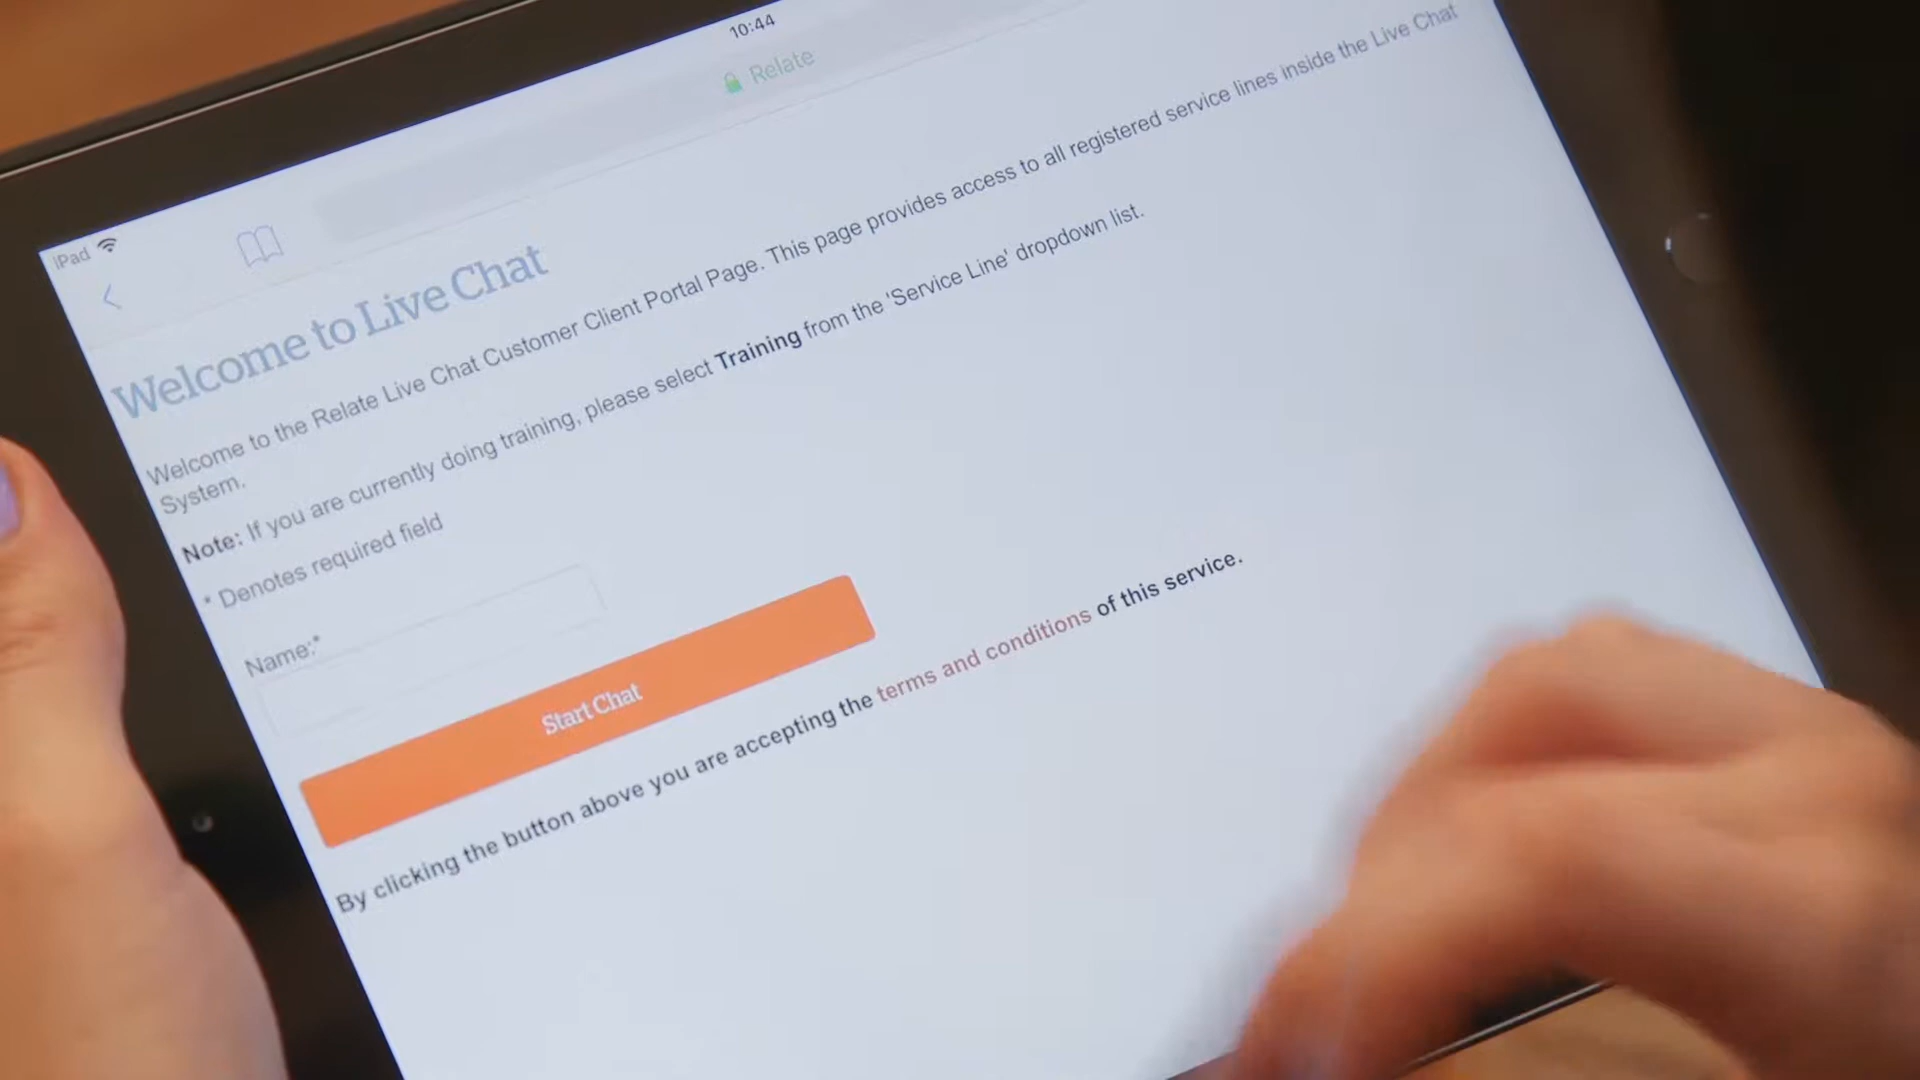 10:44
iPad
Relate
Welcome to Live Chat
Welcome to the Relate Live Chat Customer Client Portal Page. This page provides access to all registered service lines inside the Live Chat
System.
Note: If you are currently doing training, please select Training from the 'Service Line' dropdown list.
* Denotes required field
Name:*
Start Chat
By clicking the button above you are accepting the terms and conditions of this service.